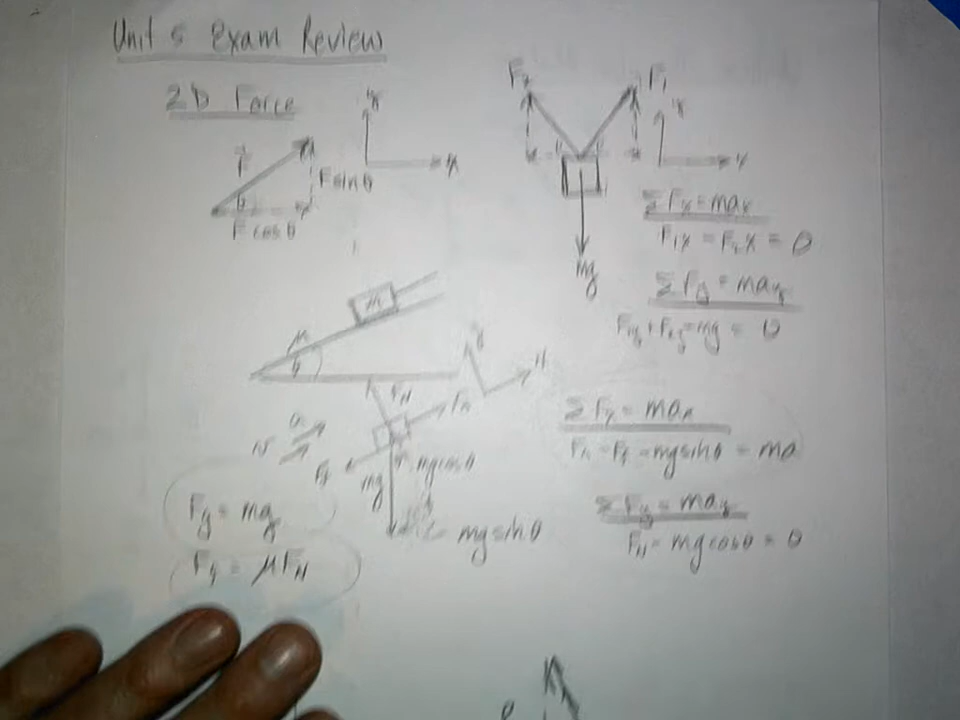 Unit 5 Exam Review
2D Force
y
x
F
θ
F sin θ
F cos θ
F₂
F₁
y
x
mg
ΣFx = max
F₁x - F₂x = 0
ΣFy = may
F₁y + F₂y - mg = 0
m
μ
θ
y
x
FN
FA
Ff
a
v
mg
mg cos θ
mg sin θ
Fg = mg
Ff = μFN
ΣFx = max
FA - Ff - mg sin θ = ma
ΣFy = may
FN - mg cos θ = 0